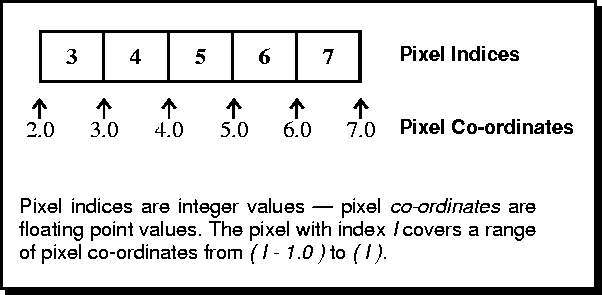 3 4 5 6 7 Pixel Indices
2.0 3.0 4.0 5.0 6.0 7.0 Pixel Co-ordinates
Pixel indices are integer values — pixel co-ordinates are
floating point values. The pixel with index I covers a range
of pixel co-ordinates from ( I - 1.0 ) to ( I ).